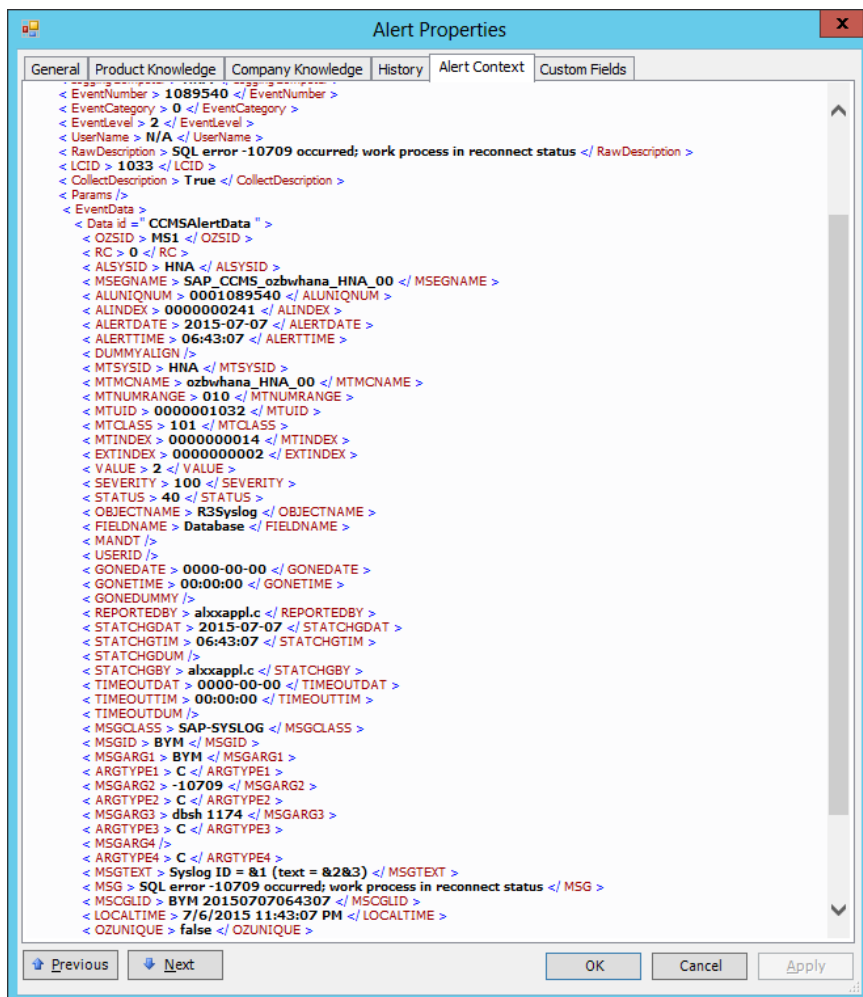 Alert Properties
x
General Product Knowledge Company Knowledge History Alert Context Custom Fields
< EventNumber > 1089540 </ EventNumber >
< EventCategory > 0 </ EventCategory >
< EventLevel > 2 </ EventLevel >
< UserName > N/A </ UserName >
< RawDescription > SQL error -10709 occurred; work process in reconnect status </ RawDescription >
< LCID > 1033 </ LCID >
< CollectDescription > True </ CollectDescription >
< Params />
< EventData >
< Data id =" CCMSAlertData " >
< OZSID > MS1 </ OZSID >
< RC > 0 </ RC >
< ALSYSID > HNA </ ALSYSID >
< MSEGNAME > SAP_CCMS_ozbwhana_HNA_00 </ MSEGNAME >
< ALUNIQNUM > 0001089540 </ ALUNIQNUM >
< ALINDEX > 0000000241 </ ALINDEX >
< ALERTDATE > 2015-07-07 </ ALERTDATE >
< ALERTTIME > 06:43:07 </ ALERTTIME >
< DUMMYALIGN />
< MTSYSID > HNA </ MTSYSID >
< MTMCNAME > ozbwhana_HNA_00 </ MTMCNAME >
< MTNUMRANGE > 010 </ MTNUMRANGE >
< MTUID > 0000001032 </ MTUID >
< MTCLASS > 101 </ MTCLASS >
< MTINDEX > 0000000014 </ MTINDEX >
< EXTINDEX > 0000000002 </ EXTINDEX >
< VALUE > 2 </ VALUE >
< SEVERITY > 100 </ SEVERITY >
< STATUS > 40 </ STATUS >
< OBJECTNAME > R3Syslog </ OBJECTNAME >
< FIELDNAME > Database </ FIELDNAME >
< MANDT />
< USERID />
< GONEDATE > 0000-00-00 </ GONEDATE >
< GONETIME > 00:00:00 </ GONETIME >
< GONEDUMMY />
< REPORTEDBY > alxxappl.c </ REPORTEDBY >
< STATCHGDAT > 2015-07-07 </ STATCHGDAT >
< STATCHGTIM > 06:43:07 </ STATCHGTIM >
< STATCHGDUM />
< STATCHGBY > alxxappl.c </ STATCHGBY >
< TIMEOUTDAT > 0000-00-00 </ TIMEOUTDAT >
< TIMEOUTTIM > 00:00:00 </ TIMEOUTTIM >
< TIMEOUTDUM />
< MSGCLASS > SAP-SYSLOG </ MSGCLASS >
< MSGID > BYM </ MSGID >
< MSGARG1 > BYM </ MSGARG1 >
< ARGTYPE1 > C </ ARGTYPE1 >
< MSGARG2 > -10709 </ MSGARG2 >
< ARGTYPE2 > C </ ARGTYPE2 >
< MSGARG3 > dbsh 1174 </ MSGARG3 >
< ARGTYPE3 > C </ ARGTYPE3 >
< MSGARG4 />
< ARGTYPE4 > C </ ARGTYPE4 >
< MSGTEXT > Syslog ID = &1 (text = &2&3) </ MSGTEXT >
< MSG > SQL error -10709 occurred; work process in reconnect status </ MSG >
< MSCGLID > BYM 20150707064307 </ MSCGLID >
< LOCALTIME > 7/6/2015 11:43:07 PM </ LOCALTIME >
< OZUNIQUE > false </ OZUNIQUE >
Previous Next OK Cancel Apply